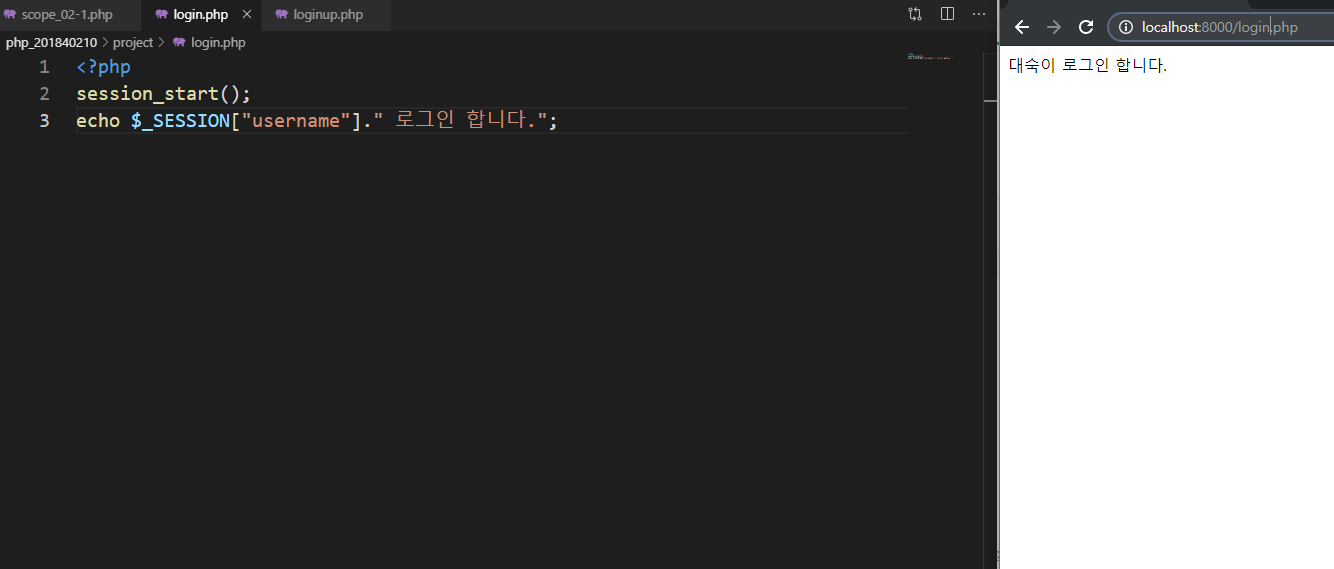 scope_02-1.php login.php loginup.php
php_201840210 > project > login.php
1 <?php
2 session_start();
3 echo $_SESSION["username"]." 로그인 합니다.";
localhost:8000/login.php
대숙이 로그인 합니다.